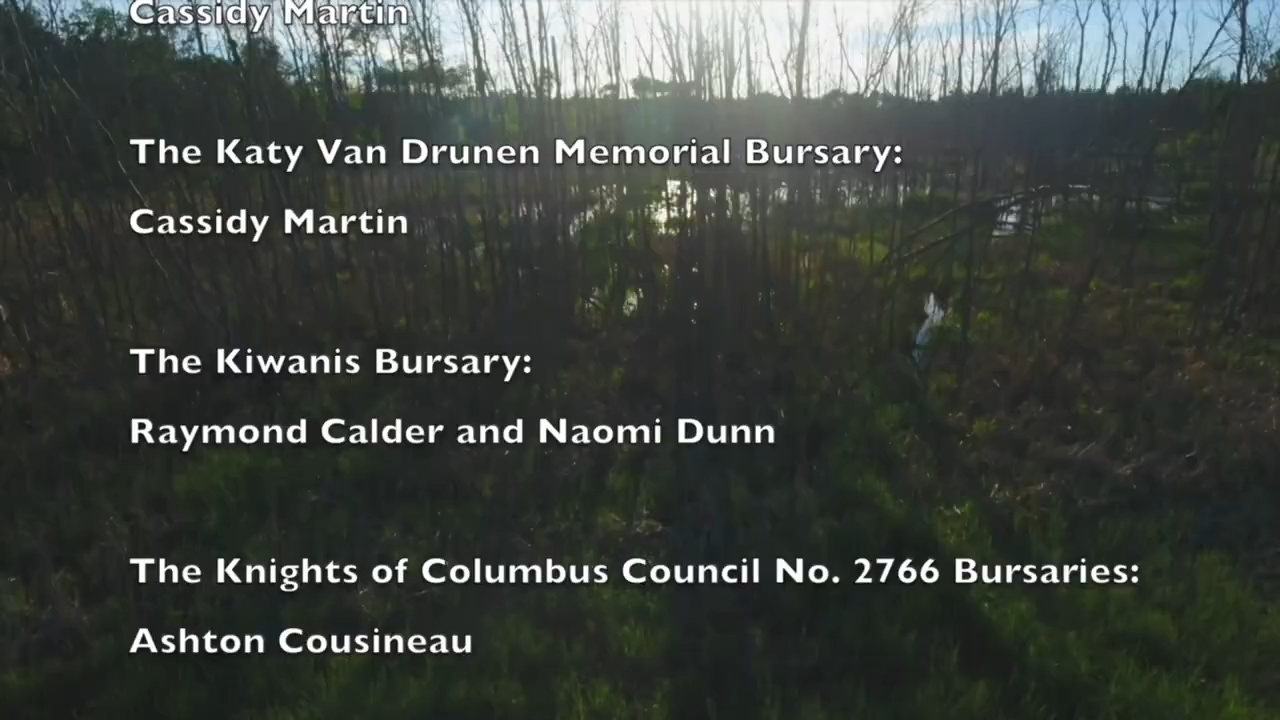 Cassidy Martin
The Katy Van Drunen Memorial Bursary:
Cassidy Martin
The Kiwanis Bursary:
Raymond Calder and Naomi Dunn
The Knights of Columbus Council No. 2766 Bursaries:
Ashton Cousineau